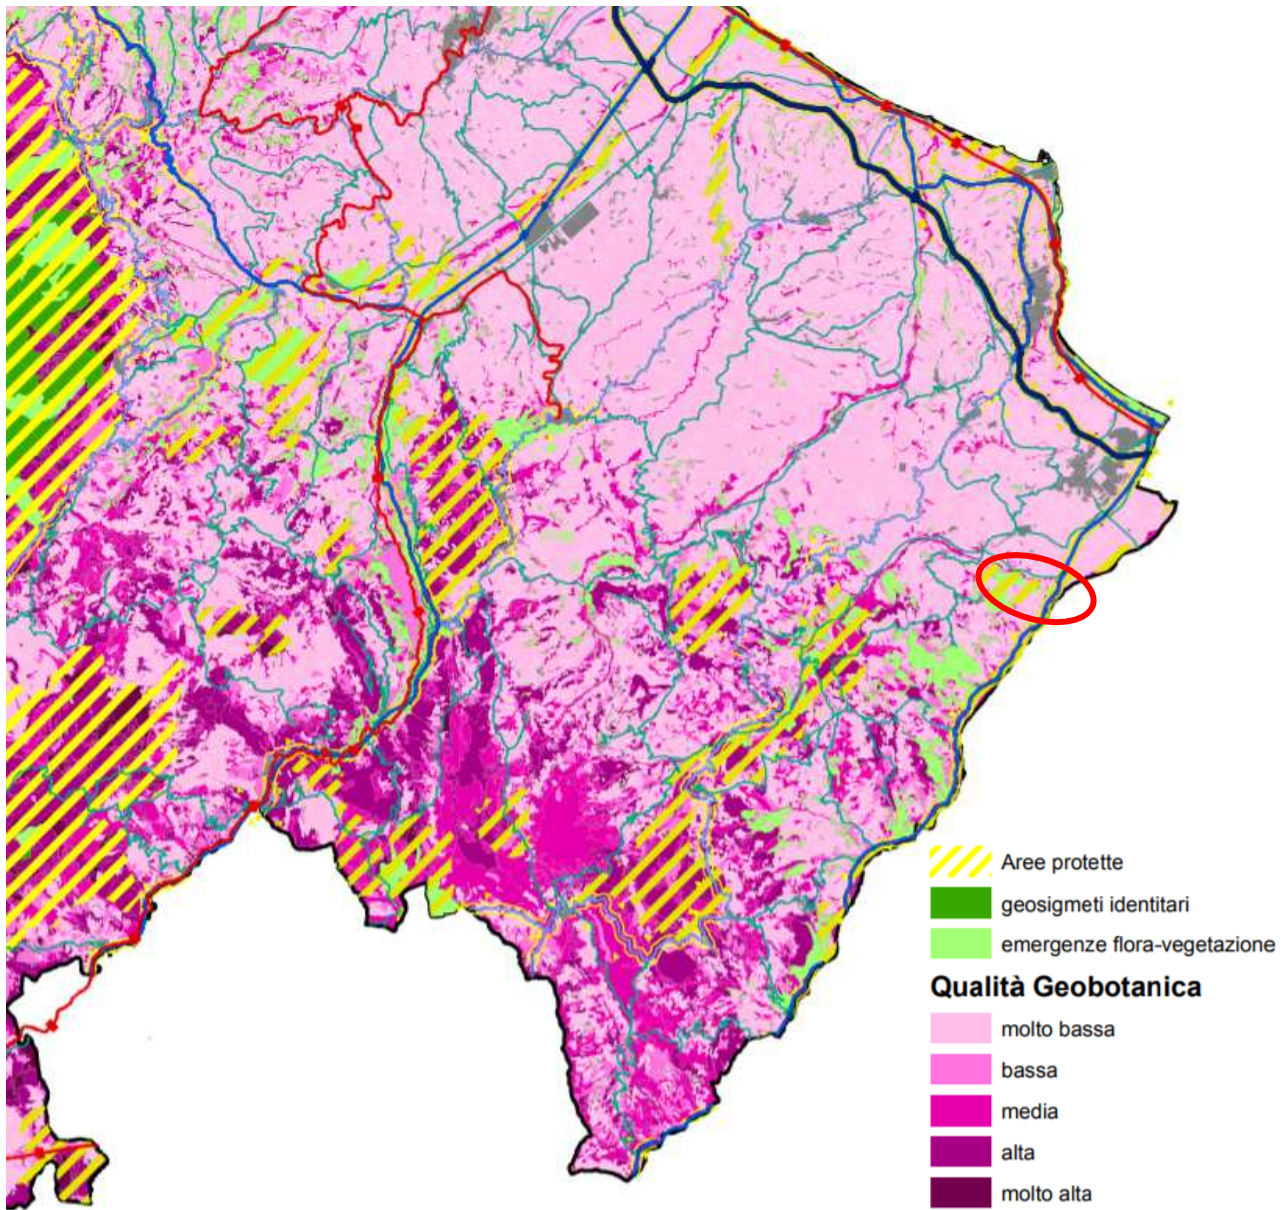 Aree protette
geosigmeti identitari
emergenze flora-vegetazione
Qualità Geobotanica
molto bassa
bassa
media
alta
molto alta